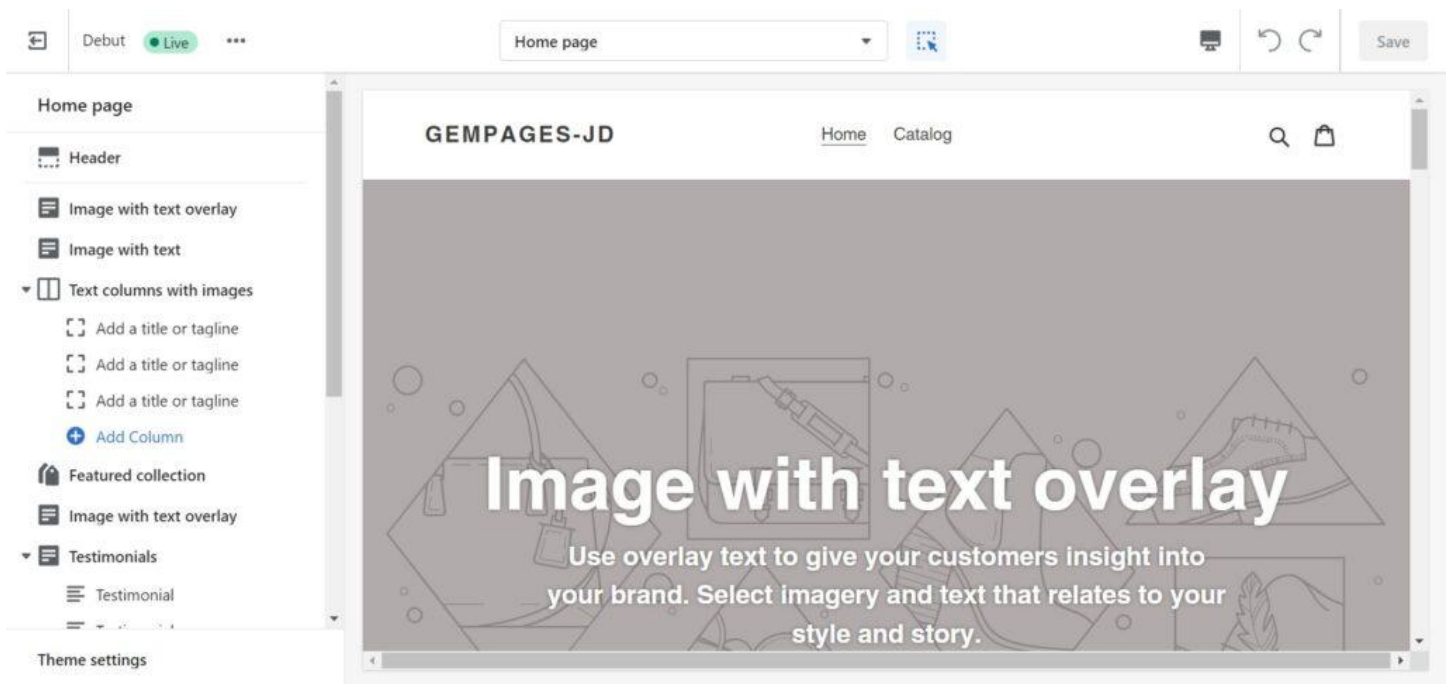 Debut
Live
Home page
Save
Home page
Header
Image with text overlay
Image with text
Text columns with images
Add a title or tagline
Add a title or tagline
Add a title or tagline
Add Column
Featured collection
Image with text overlay
Testimonials
Testimonial
Theme settings
GEMPAGES-JD
Home Catalog
Image with text overlay
Use overlay text to give your customers insight into
your brand. Select imagery and text that relates to your
style and story.